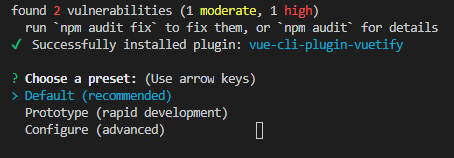 found 2 vulnerabilities (1 moderate, 1 high)
run `npm audit fix` to fix them, or `npm audit` for details
✓ Successfully installed plugin: vue-cli-plugin-vuetify
? Choose a preset: (Use arrow keys)
> Default (recommended)
Prototype (rapid development)
Configure (advanced)